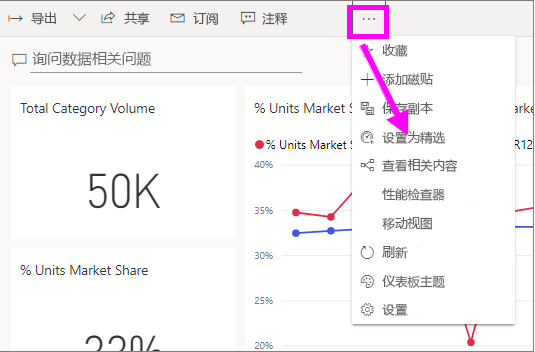 导出 共享 订阅 注释 ...
询问数据相关问题
收藏
添加磁贴
保存副本
设置为精选
查看相关内容
性能检查器
移动视图
刷新
仪表板主题
设置
Total Category Volume
50K
% Units Market Share
33%
% Units Market
% Units Market S
Market
R12
40%
35%
30%
25%
20%